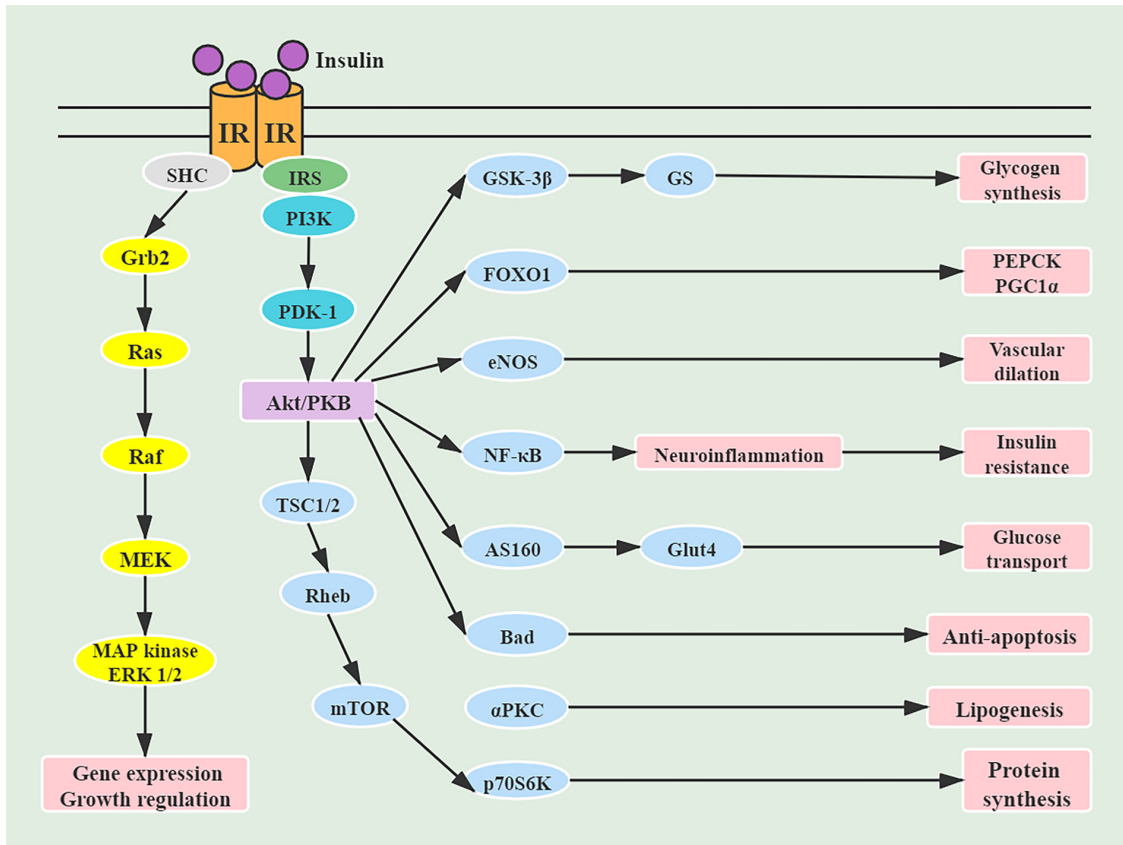 Insulin
IR IR
SHC
IRS
PI3K
PDK-1
Akt/PKB
TSC1/2
Rheb
mTOR
Grb2
Ras
Raf
MEK
MAP kinase
ERK 1/2
Gene expression
Growth regulation
GSK-3β
GS
Glycogen
synthesis
FOXO1
PEPCK
PGC1α
eNOS
Vascular
dilation
NF-κB
Neuroinflammation
Insulin
resistance
AS160
Glut4
Glucose
transport
Bad
Anti-apoptosis
αPKC
Lipogenesis
p70S6K
Protein
synthesis